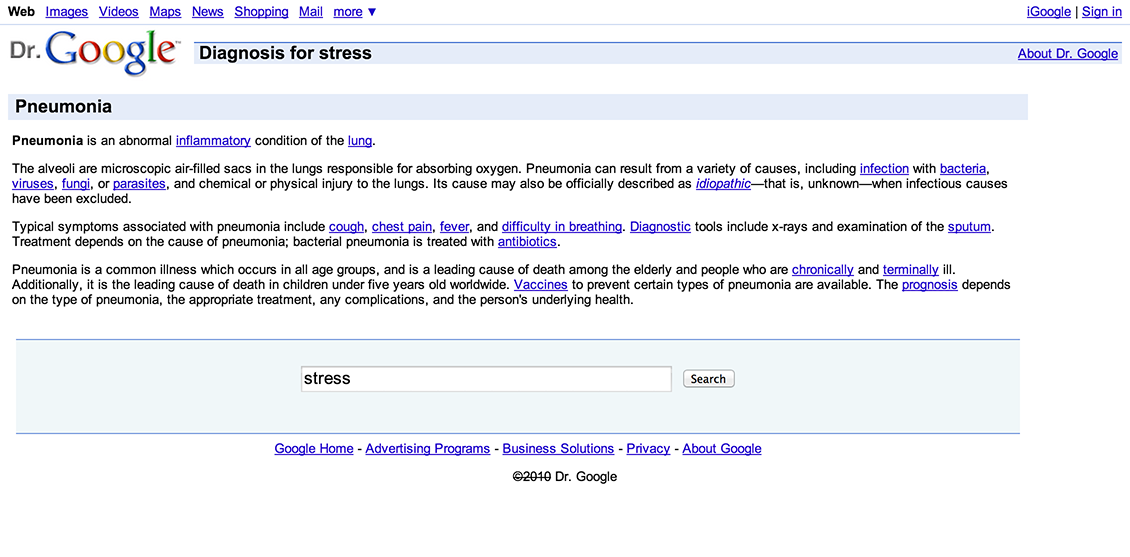 Web Images Videos Maps News Shopping Mail more ▼ iGoogle | Sign in
Dr. Google™ Diagnosis for stress About Dr. Google
Pneumonia
Pneumonia is an abnormal inflammatory condition of the lung.
The alveoli are microscopic air-filled sacs in the lungs responsible for absorbing oxygen. Pneumonia can result from a variety of causes, including infection with bacteria,
viruses, fungi, or parasites, and chemical or physical injury to the lungs. Its cause may also be officially described as idiopathic—that is, unknown—when infectious causes
have been excluded.
Typical symptoms associated with pneumonia include cough, chest pain, fever, and difficulty in breathing. Diagnostic tools include x-rays and examination of the sputum.
Treatment depends on the cause of pneumonia; bacterial pneumonia is treated with antibiotics.
Pneumonia is a common illness which occurs in all age groups, and is a leading cause of death among the elderly and people who are chronically and terminally ill.
Additionally, it is the leading cause of death in children under five years old worldwide. Vaccines to prevent certain types of pneumonia are available. The prognosis depends
on the type of pneumonia, the appropriate treatment, any complications, and the person's underlying health.
stress Search
Google Home - Advertising Programs - Business Solutions - Privacy - About Google
©2010 Dr. Google